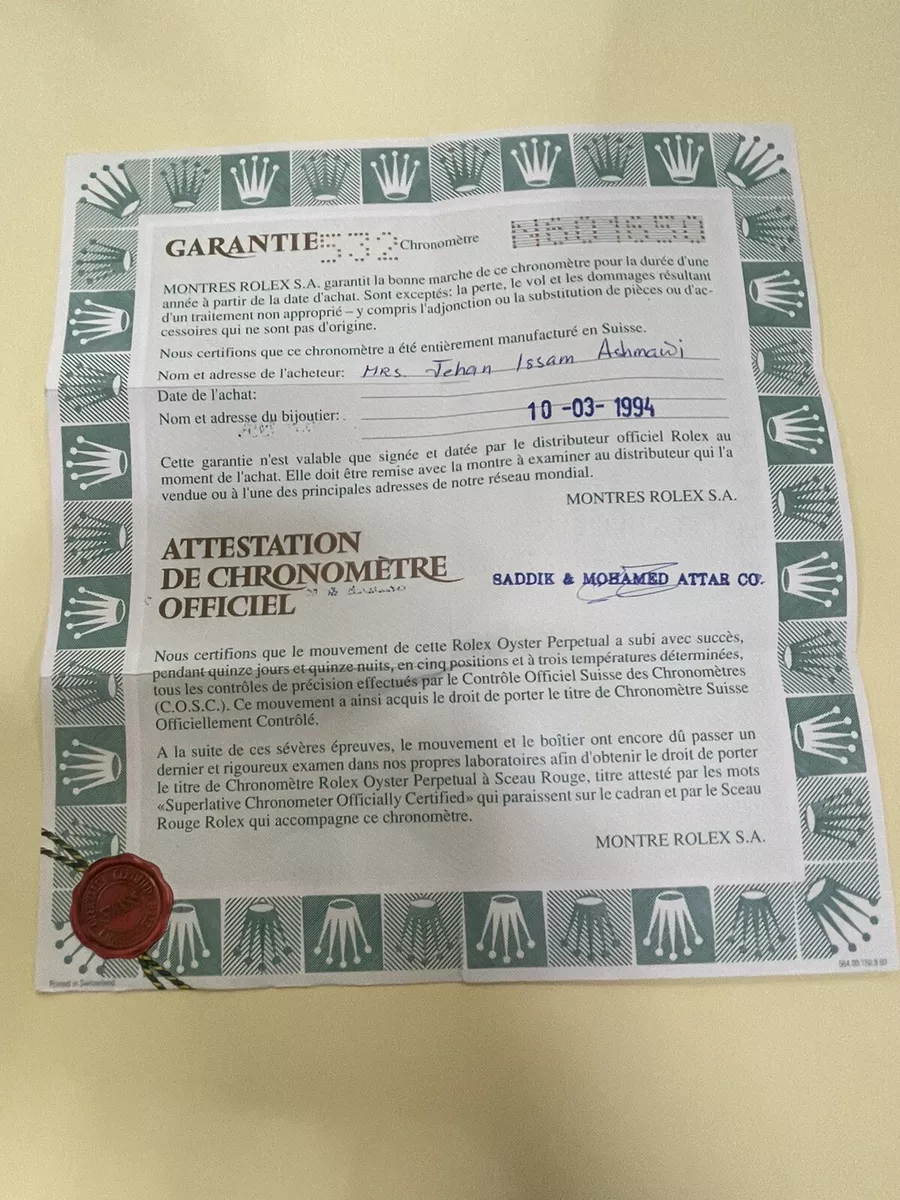 GARANTIE 532 Chronomètre
MONTRES ROLEX S.A. garantit la bonne marche de ce chronomètre pour la durée d'une
année à partir de la date d'achat. Sont exceptés: la perte, le vol et les dommages résultant
d'un traitement non approprié – y compris l'adjonction ou la substitution de pièces ou d'ac-
cessoires qui ne sont pas d'origine.
Nous certifions que ce chronomètre a été entièrement manufacturé en Suisse.
Nom et adresse de l'acheteur: MRS. Jehan Issam Ashmawi
Date de l'achat:
10-03-1994
Nom et adresse du bijoutier:
Cette garantie n'est valable que signée et datée par le distributeur officiel Rolex au
moment de l'achat. Elle doit être remise avec la montre à examiner au distributeur qui l'a
vendue ou à l'une des principales adresses de notre réseau mondial.
MONTRES ROLEX S.A.
ATTESTATION
DE CHRONOMÈTRE
OFFICIEL
SADDIK & MOHAMED ATTAR CO.
Nous certifions que le mouvement de cette Rolex Oyster Perpetual a subi avec succès,
pendant quinze jours et quinze nuits, en cinq positions et à trois températures déterminées,
tous les contrôles de précision effectués par le Contrôle Officiel Suisse des Chronomètres
(C.O.S.C.). Ce mouvement a ainsi acquis le droit de porter le titre de Chronomètre Suisse
Officiellement Contrôlé.
A la suite de ces sévères épreuves, le mouvement et le boîtier ont encore dû passer un
dernier et rigoureux examen dans nos propres laboratoires afin d'obtenir le droit de porter
le titre de Chronomètre Rolex Oyster Perpetual à Sceau Rouge, titre attesté par les mots
«Superlative Chronometer Officially Certified» qui paraissent sur le cadran et par le Sceau
Rouge Rolex qui accompagne ce chronomètre.
MONTRE ROLEX S.A.
Printed in Switzerland